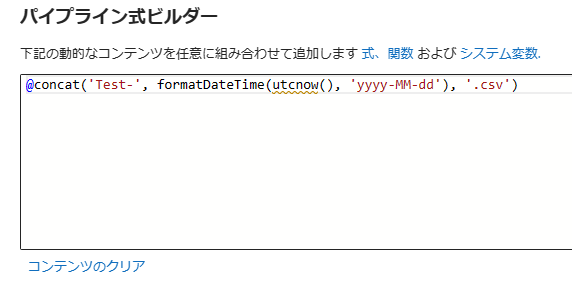 パイプライン式ビルダー
下記の動的なコンテンツを任意に組み合わせて追加します 式、関数 および システム変数.
@concat('Test-', formatDateTime(utcnow(), 'yyyy-MM-dd'), '.csv')
コンテンツのクリア